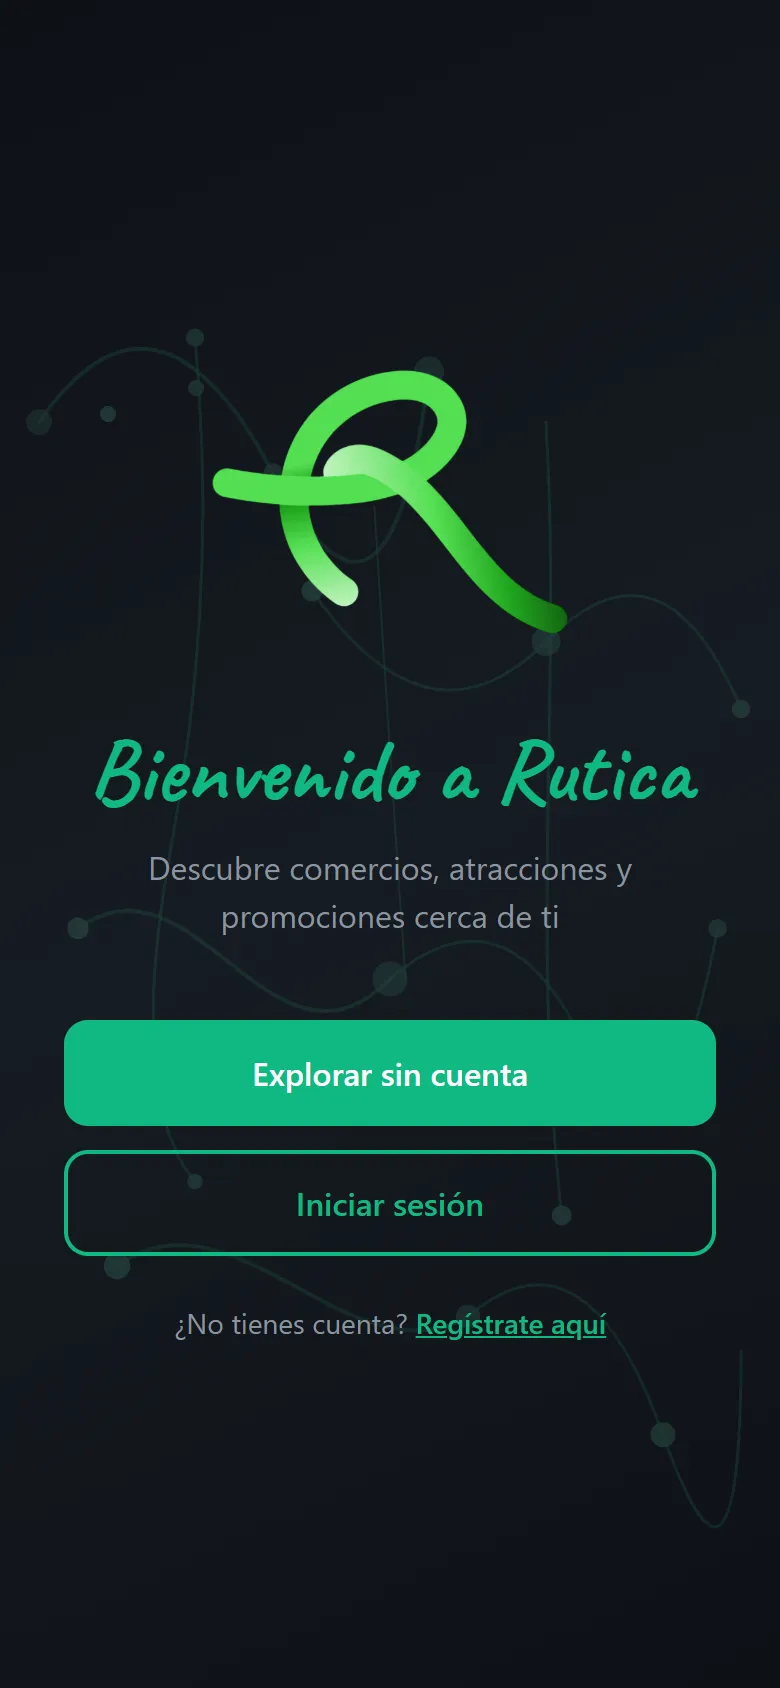 Bienvenido a Rutica
Descubre comercios, atracciones y
promociones cerca de ti
Explorar sin cuenta
Iniciar sesión
¿No tienes cuenta? Regístrate aquí